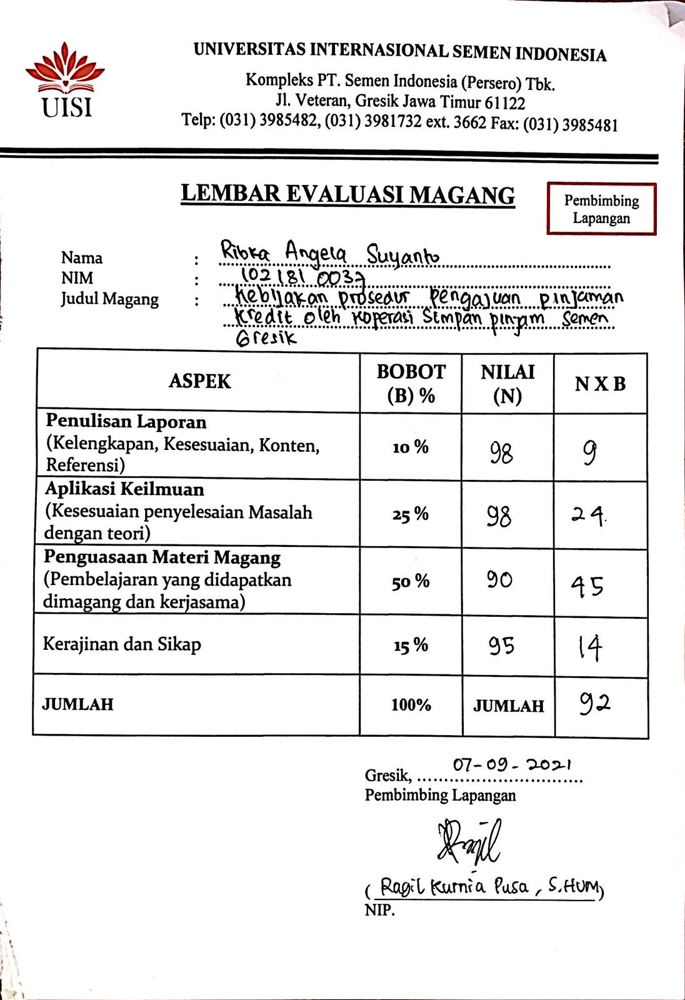 UISI
UNIVERSITAS INTERNASIONAL SEMEN INDONESIA
Kompleks PT. Semen Indonesia (Persero) Tbk.
Jl. Veteran, Gresik Jawa Timur 61122
Telp: (031) 3985482, (031) 3981732 ext. 3662 Fax: (031) 3985481
LEMBAR EVALUASI MAGANG
Pembimbing
Lapangan
Nama : Ribka Angela Suyanto
NIM : 102 181 0037
Judul Magang : Kebijakan prosedur pengajuan pinjaman
kredit oleh koperasi Simpan pinjam Semen
Gresik
ASPEK BOBOT (B) % NILAI (N) N X B
Penulisan Laporan
(Kelengkapan, Kesesuaian, Konten,
Referensi) 10 % 98 9
Aplikasi Keilmuan
(Kesesuaian penyelesaian Masalah
dengan teori) 25 % 98 24.
Penguasaan Materi Magang
(Pembelajaran yang didapatkan
dimagang dan kerjasama) 50 % 90 45
Kerajinan dan Sikap 15 % 95 14
JUMLAH 100% JUMLAH 92
Gresik, 07-09-2021
Pembimbing Lapangan
( Ragil Kurnia Pusa, S.HUM)
NIP.